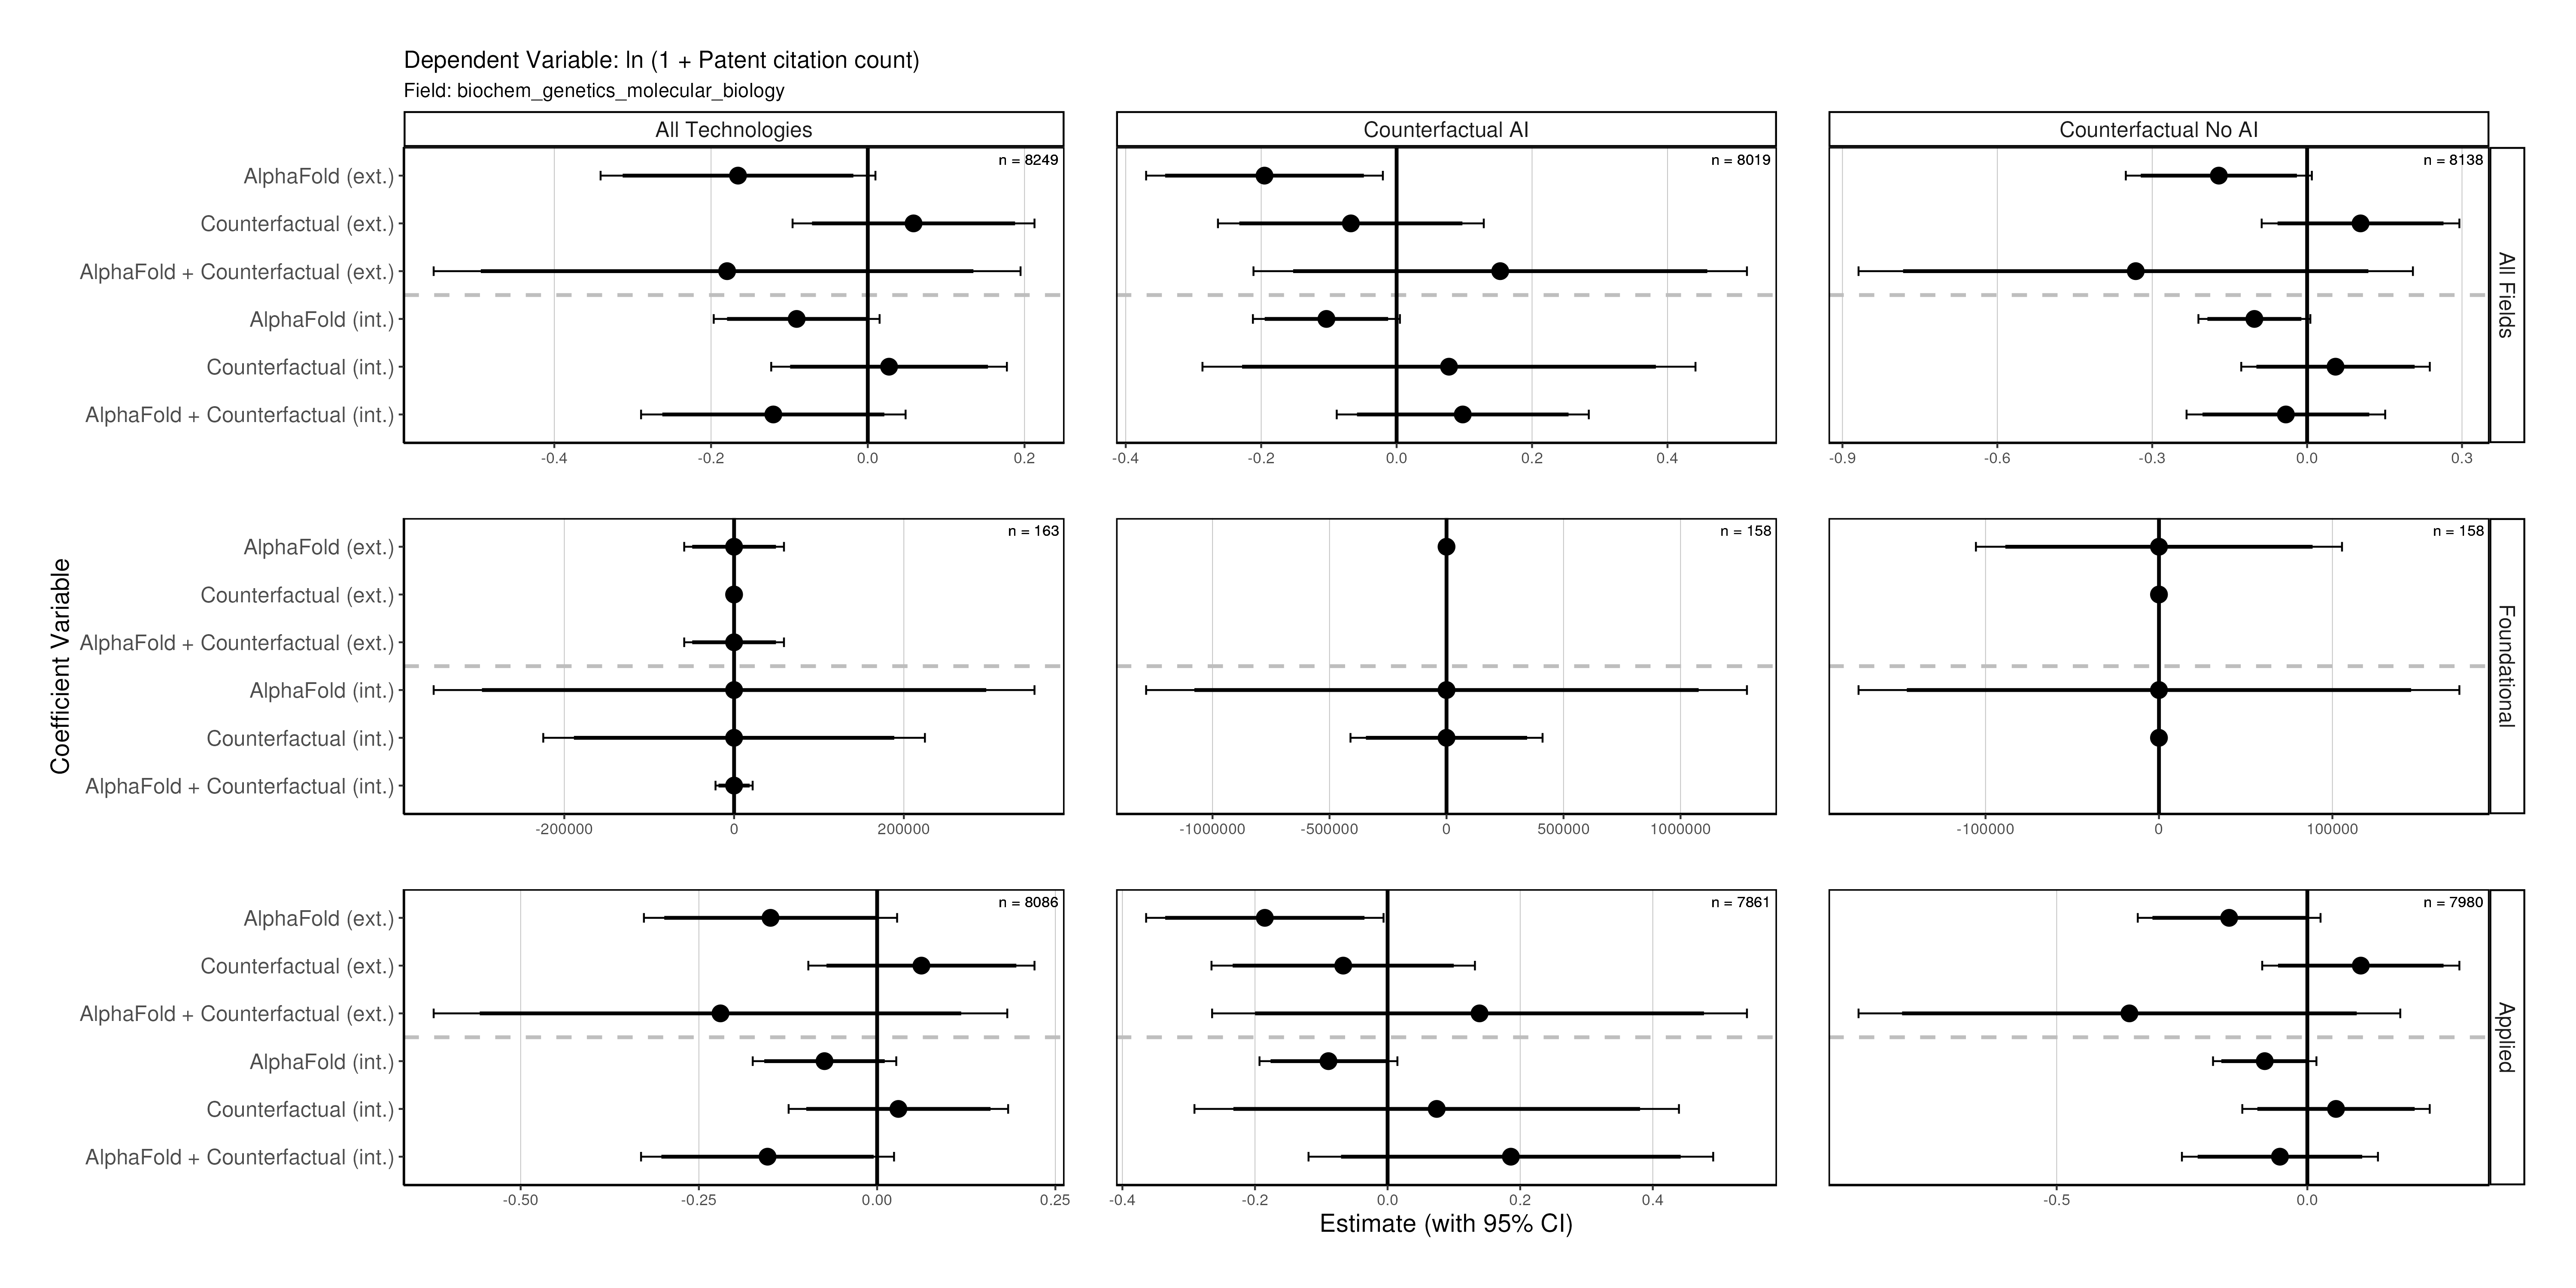 Dependent Variable: ln (1 + Patent citation count)
Field: biochem_genetics_molecular_biology
All Technologies
Counterfactual AI
Counterfactual No AI
n = 8249
n = 8019
n = 8138
AlphaFold (ext.)
Counterfactual (ext.)
AlphaFold + Counterfactual (ext.)
AlphaFold (int.)
Counterfactual (int.)
AlphaFold + Counterfactual (int.)
All Fields
-0.4 -0.2 0.0 0.2
-0.4 -0.2 0.0 0.2 0.4
-0.9 -0.6 -0.3 0.0 0.3
n = 163
n = 158
n = 158
AlphaFold (ext.)
Counterfactual (ext.)
AlphaFold + Counterfactual (ext.)
AlphaFold (int.)
Counterfactual (int.)
AlphaFold + Counterfactual (int.)
Foundational
Coefficient Variable
-200000 0 200000
-1000000 -500000 0 500000 1000000
-100000 0 100000
n = 8086
n = 7861
n = 7980
AlphaFold (ext.)
Counterfactual (ext.)
AlphaFold + Counterfactual (ext.)
AlphaFold (int.)
Counterfactual (int.)
AlphaFold + Counterfactual (int.)
Applied
-0.50 -0.25 0.00 0.25
-0.4 -0.2 0.0 0.2 0.4
-0.5 0.0
Estimate (with 95% CI)